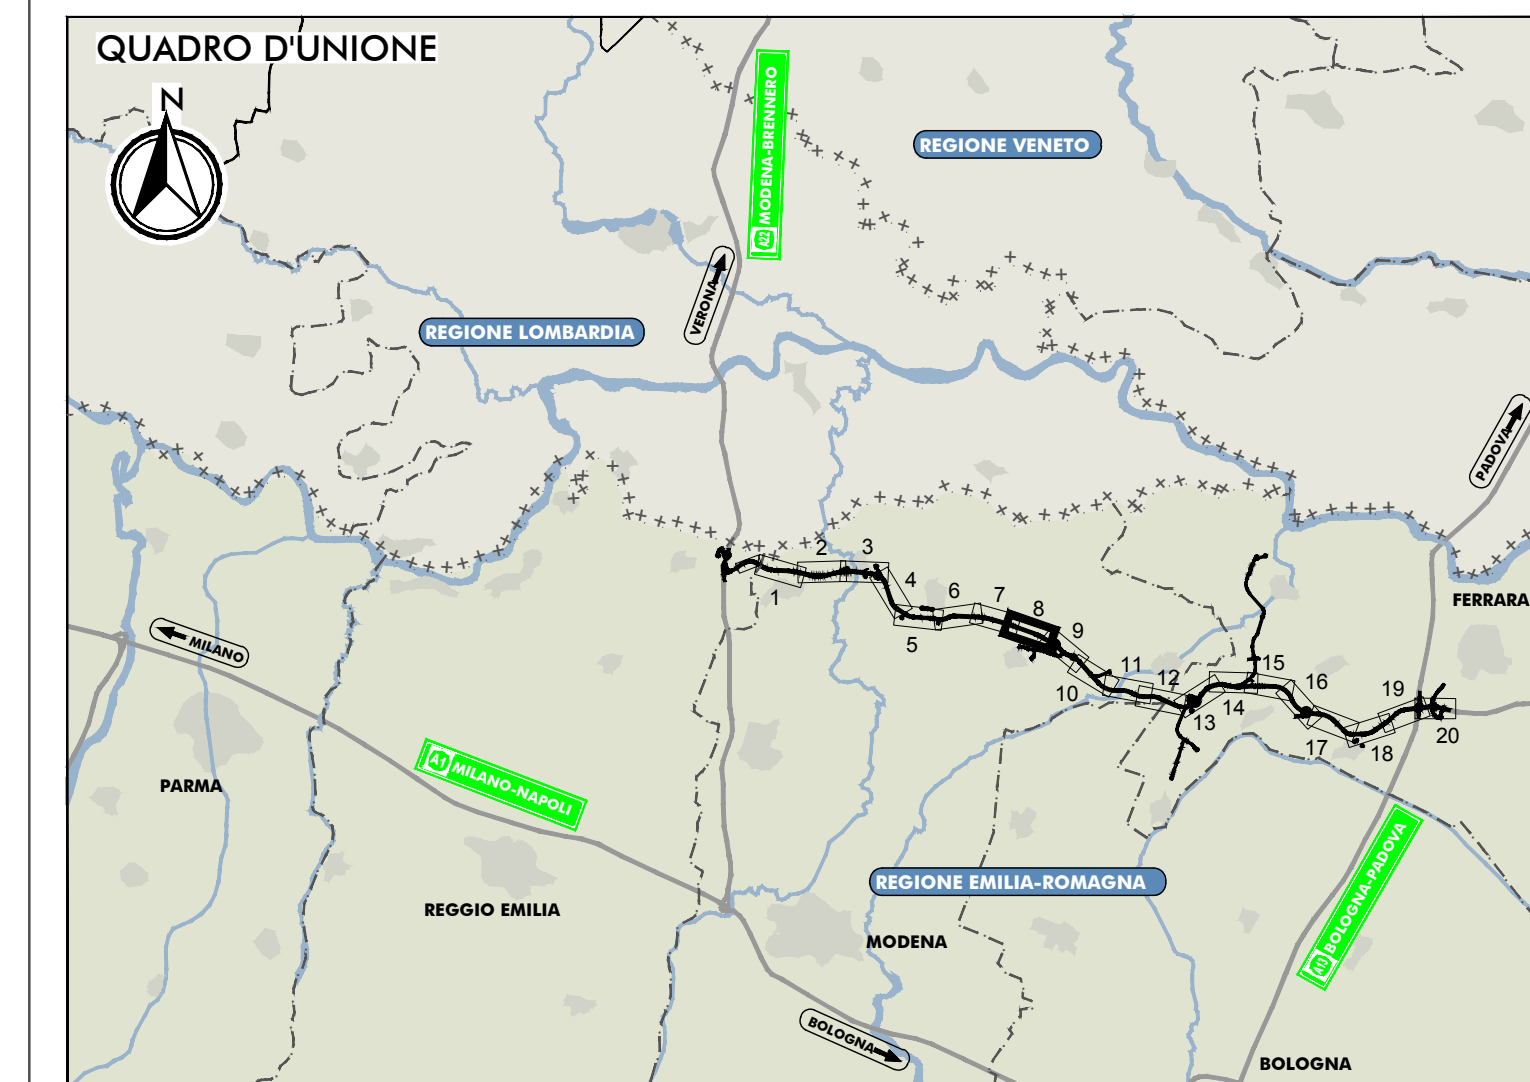 QUADRO D'UNIONE
N
A22 MODENA-BRENNERO
REGIONE VENETO
VERONA
REGIONE LOMBARDIA
PADOVA
1
2
3
4
5
6
7
8
9
10
11
12
13
14
15
16
17
18
19
20
FERRARA
MILANO
PARMA
A1 MILANO-NAPOLI
REGGIO EMILIA
REGIONE EMILIA-ROMAGNA
MODENA
A13 BOLOGNA-PADOVA
BOLOGNA
BOLOGNA